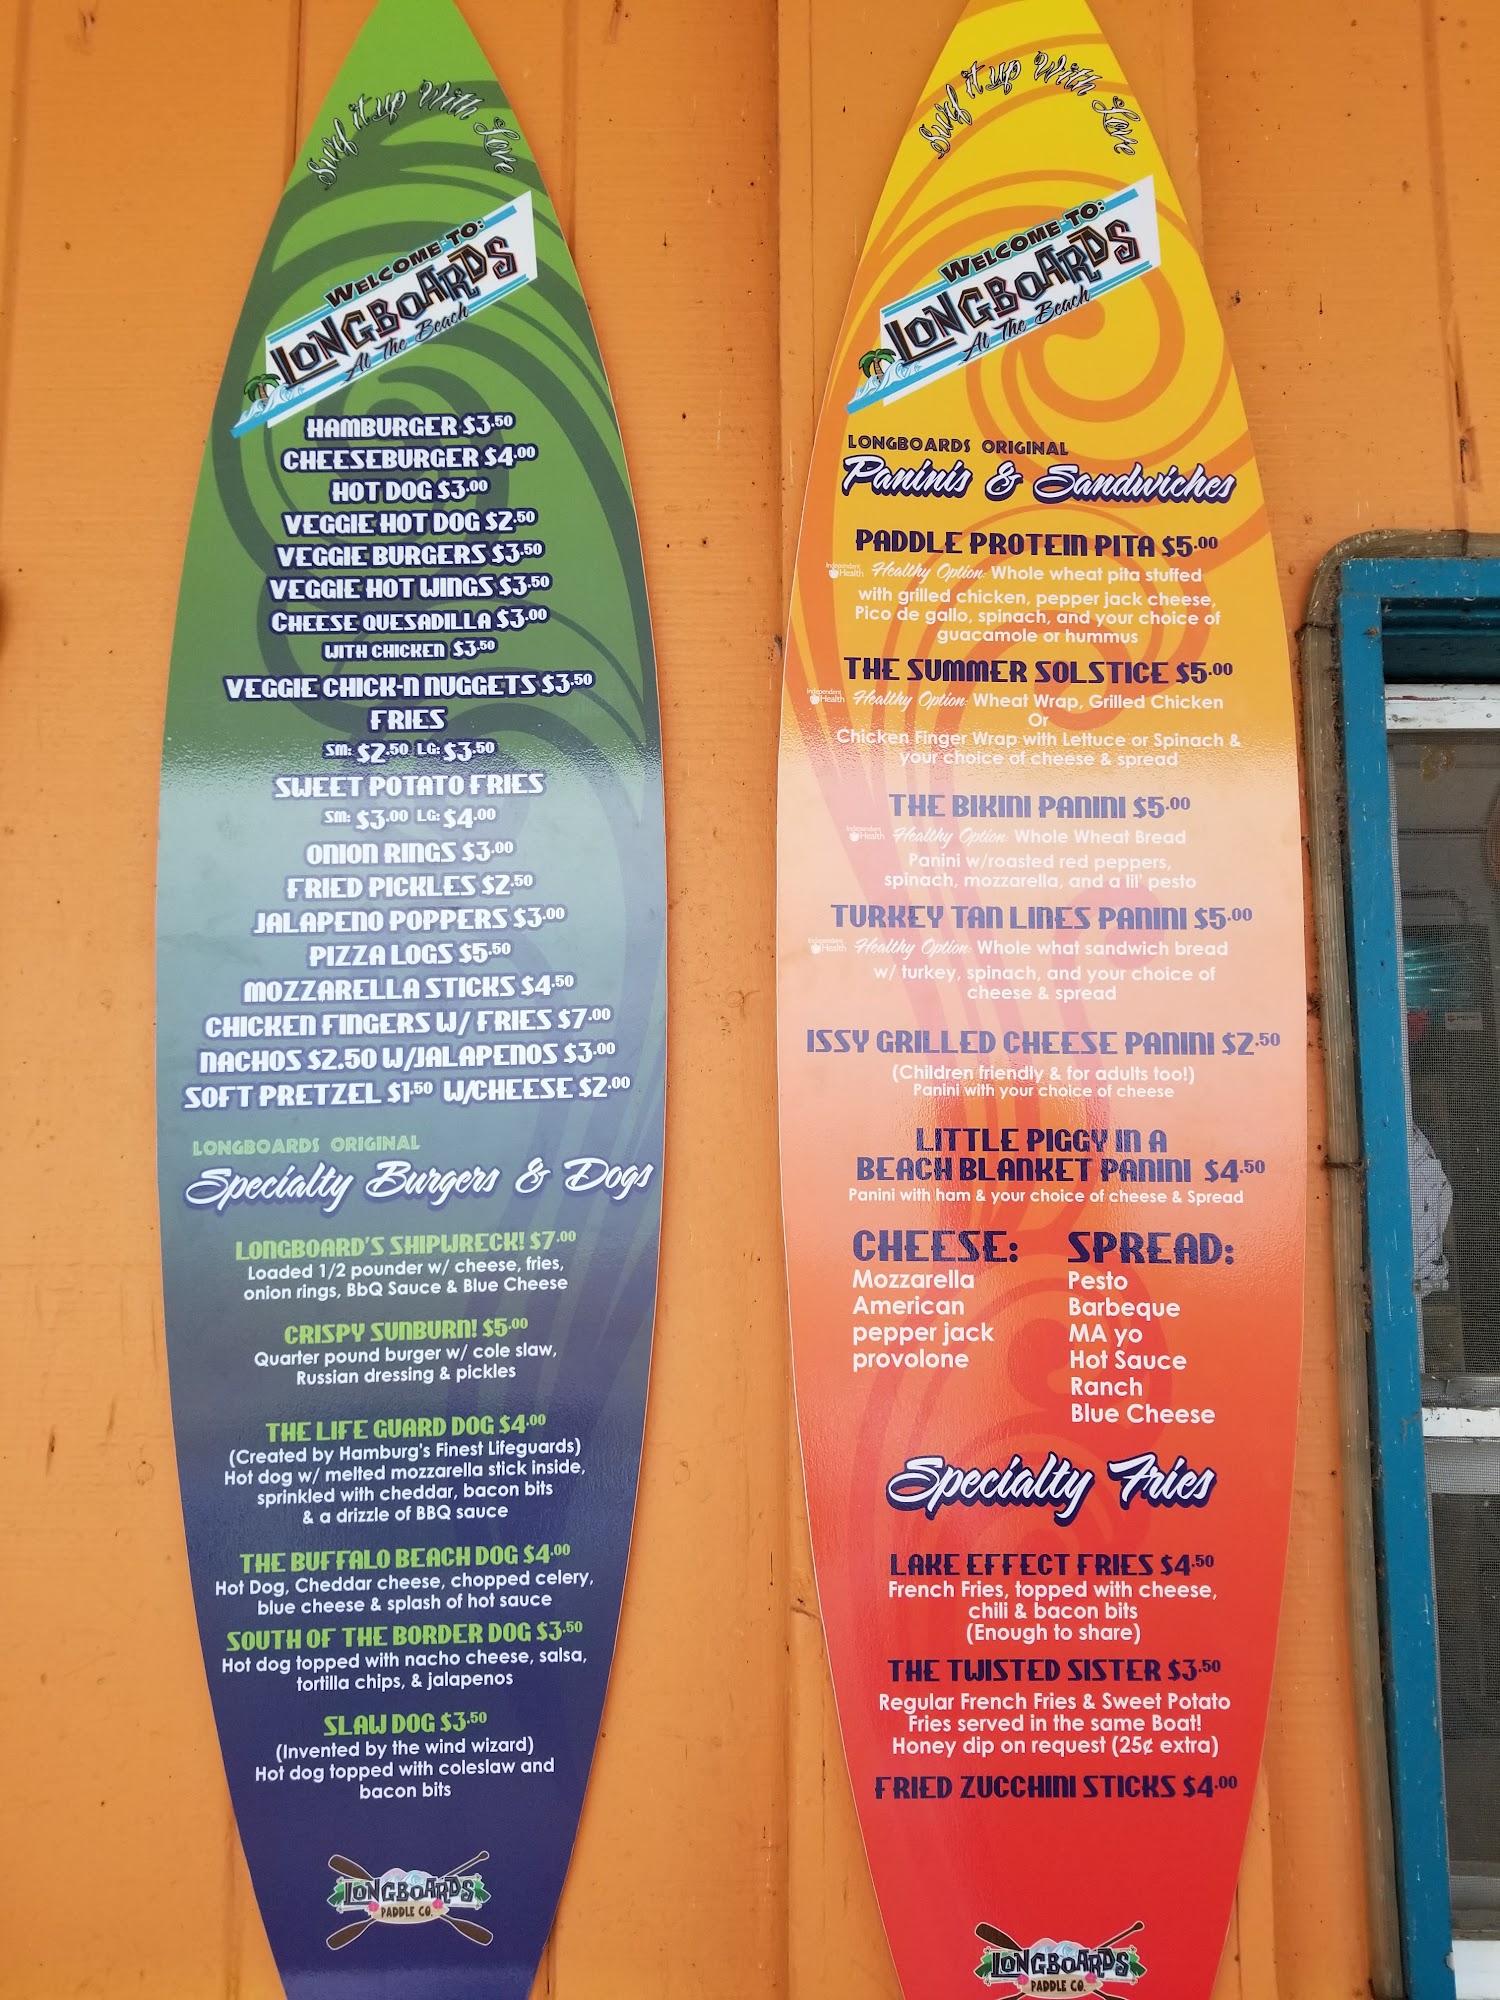 Surf it up With Love
WELCOME TO:
LONGBOARDS
At The Beach
HAMBURGER $3.50
CHEESEBURGER $4.00
HOT DOG $3.00
VEGGIE HOT DOG $2.50
VEGGIE BURGERS $3.50
VEGGIE HOT WINGS $3.50
CHEESE QUESADILLA $3.00
WITH CHICKEN $3.50
VEGGIE CHICK-N NUGGETS $3.50
FRIES
SM: $2.50 LG: $3.50
SWEET POTATO FRIES
SM: $3.00 LG: $4.00
ONION RINGS $3.00
FRIED PICKLES $2.50
JALAPENO POPPERS $3.00
PIZZA LOGS $5.50
MOZZARELLA STICKS $4.50
CHICKEN FINGERS W/ FRIES $7.00
NACHOS $2.50 W/JALAPENOS $3.00
SOFT PRETZEL $1.50 W/CHEESE $2.00
LONGBOARDS ORIGINAL
Specialty Burgers & Dogs
LONGBOARD'S SHIPWRECK! $7.00
Loaded 1/2 pounder w/ cheese, fries,
onion rings, BbQ Sauce & Blue Cheese
CRISPY SUNBURN! $5.00
Quarter pound burger w/ cole slaw,
Russian dressing & pickles
THE LIFE GUARD DOG $4.00
(Created by Hamburg's Finest Lifeguards)
Hot dog w/ melted mozzarella stick inside,
sprinkled with cheddar, bacon bits
& a drizzle of BBQ sauce
THE BUFFALO BEACH DOG $4.00
Hot Dog, Cheddar cheese, chopped celery,
blue cheese & splash of hot sauce
SOUTH OF THE BORDER DOG $3.50
Hot dog topped with nacho cheese, salsa,
tortilla chips, & jalapenos
SLAW DOG $3.50
(Invented by the wind wizard)
Hot dog topped with coleslaw and
bacon bits
LONGBOARDS
PADDLE CO.
Surf it up With Love
WELCOME TO:
LONGBOARDS
At The Beach
LONGBOARDS ORIGINAL
Paninis & Sandwiches
PADDLE PROTEIN PITA $5.00
Independent Health Healthy Option: Whole wheat pita stuffed
with grilled chicken, pepper jack cheese,
Pico de gallo, spinach, and your choice of
guacamole or hummus
THE SUMMER SOLSTICE $5.00
Independent Health Healthy Option: Wheat Wrap, Grilled Chicken
Or
Chicken Finger Wrap with Lettuce or Spinach &
your choice of cheese & spread
THE BIKINI PANINI $5.00
Independent Health Healthy Option: Whole Wheat Bread
Panini w/roasted red peppers,
spinach, mozzarella, and a lil' pesto
TURKEY TAN LINES PANINI $5.00
Independent Health Healthy Option: Whole what sandwich bread
w/ turkey, spinach, and your choice of
cheese & spread
ISSY GRILLED CHEESE PANINI $2.50
(Children friendly & for adults too!)
Panini with your choice of cheese
LITTLE PIGGY IN A
BEACH BLANKET PANINI $4.50
Panini with ham & your choice of cheese & Spread
CHEESE:
Mozzarella
American
pepper jack
provolone
SPREAD:
Pesto
Barbeque
MA yo
Hot Sauce
Ranch
Blue Cheese
Specialty Fries
LAKE EFFECT FRIES $4.50
French Fries, topped with cheese,
chili & bacon bits
(Enough to share)
THE TWISTED SISTER $3.50
Regular French Fries & Sweet Potato
Fries served in the same Boat!
Honey dip on request (25¢ extra)
FRIED ZUCCHINI STICKS $4.00
LONGBOARDS
PADDLE CO.